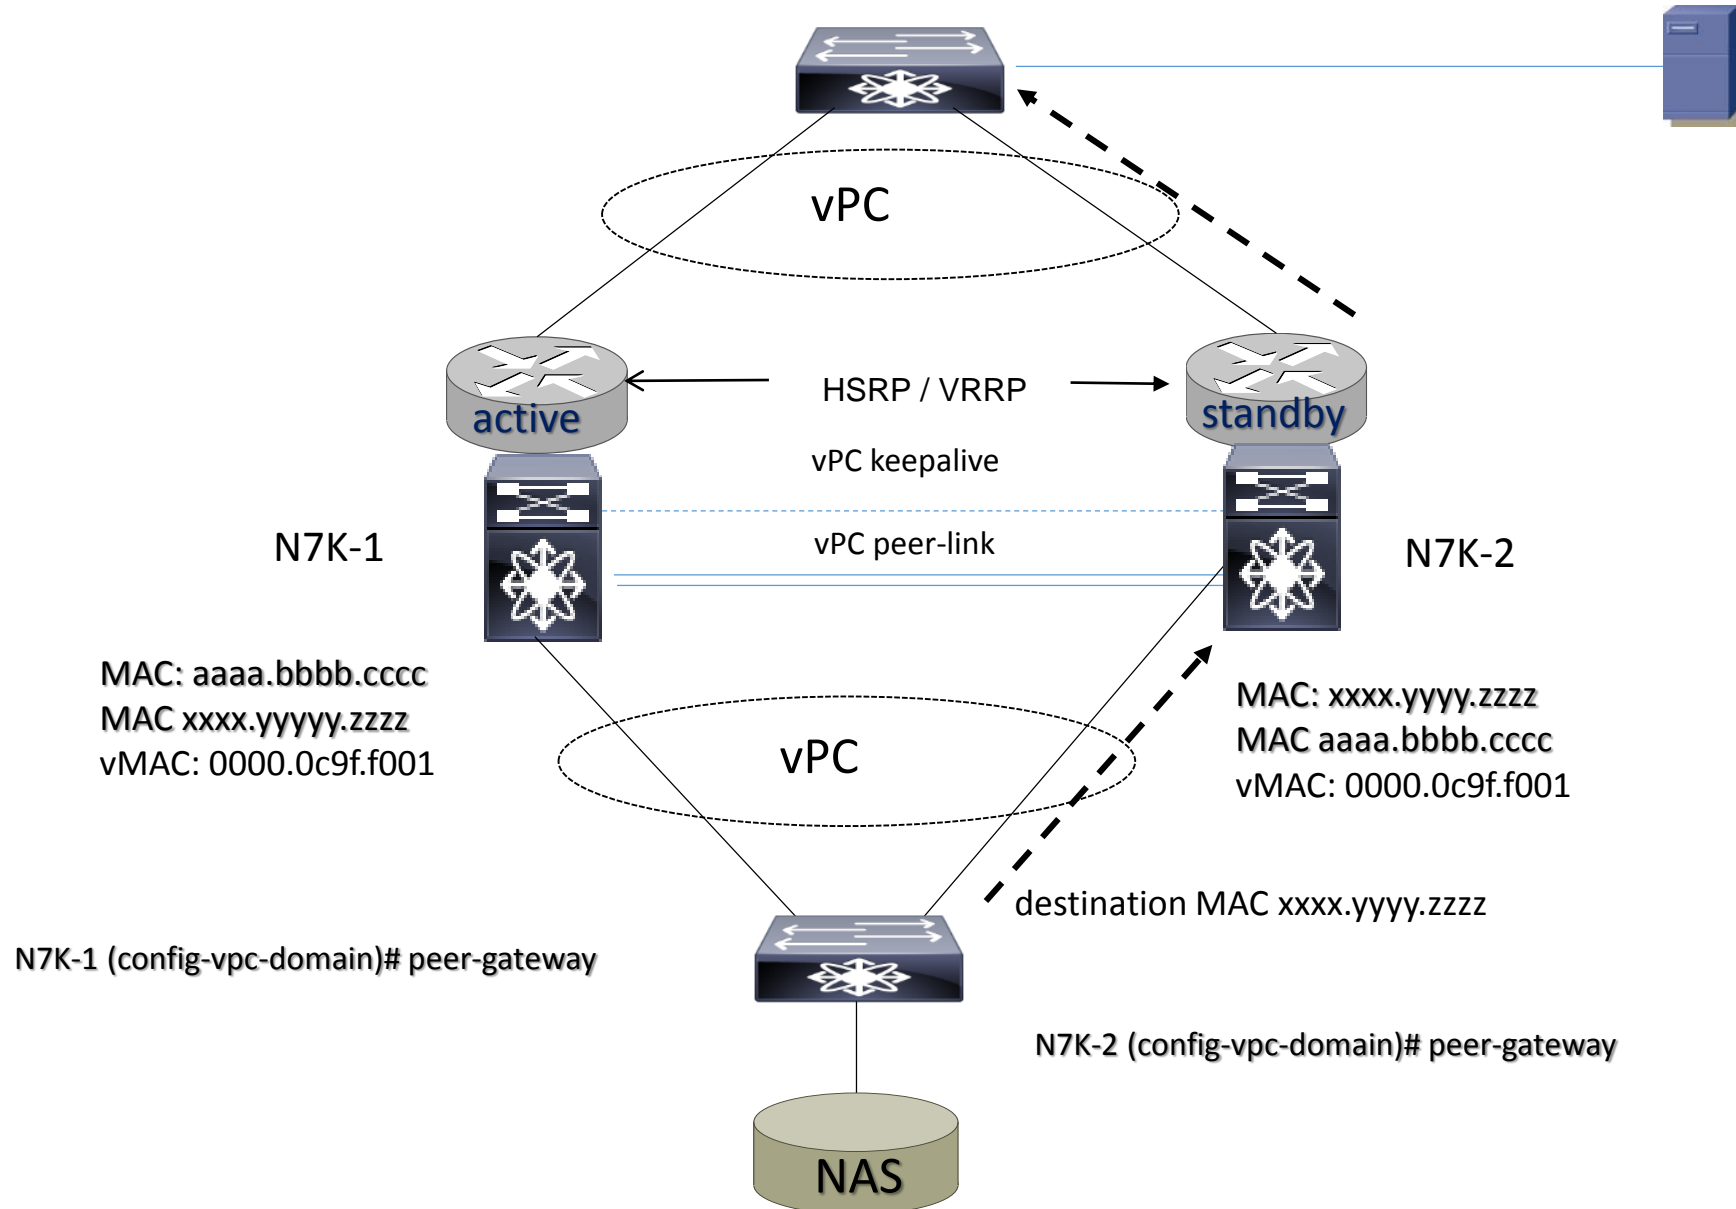 vPC
HSRP / VRRP
active
standby
vPC keepalive
vPC peer-link
N7K-1
N7K-2
MAC: aaaa.bbbb.cccc
MAC xxxx.yyyyy.zzzz
vMAC: 0000.0c9f.f001
MAC: xxxx.yyyy.zzzz
MAC aaaa.bbbb.cccc
vMAC: 0000.0c9f.f001
vPC
destination MAC xxxx.yyyy.zzzz
N7K-1 (config-vpc-domain)# peer-gateway
N7K-2 (config-vpc-domain)# peer-gateway
NAS